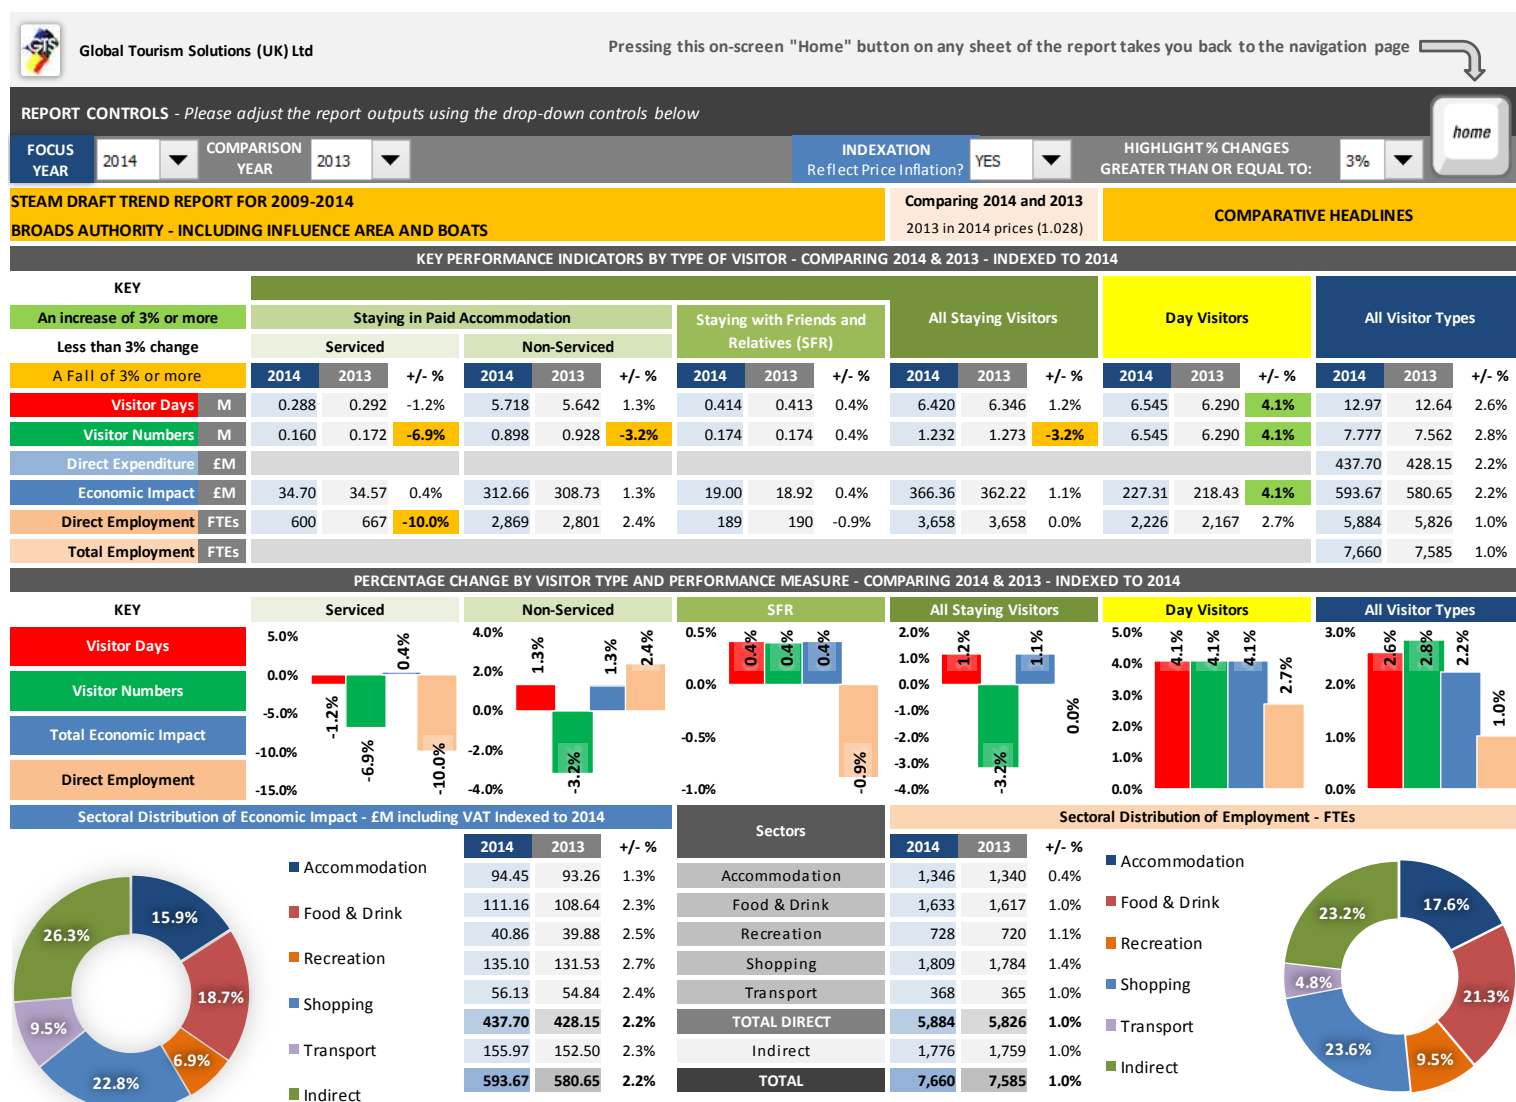 GTS
Global Tourism Solutions (UK) Ltd
Pressing this on-screen "Home" button on any sheet of the report takes you back to the navigation page
REPORT CONTROLS - Please adjust the report outputs using the drop-down controls below
home
FOCUS YEAR 2014 COMPARISON YEAR 2013 INDEXATION Reflect Price Inflation? YES HIGHLIGHT % CHANGES GREATER THAN OR EQUAL TO: 3%
STEAM DRAFT TREND REPORT FOR 2009-2014
BROADS AUTHORITY - INCLUDING INFLUENCE AREA AND BOATS
Comparing 2014 and 2013
2013 in 2014 prices (1.028)
COMPARATIVE HEADLINES
KEY PERFORMANCE INDICATORS BY TYPE OF VISITOR - COMPARING 2014 & 2013 - INDEXED TO 2014
KEY
An increase of 3% or more
Less than 3% change
A Fall of 3% or more
Staying in Paid Accommodation
Serviced Non-Serviced
Staying with Friends and Relatives (SFR)
All Staying Visitors
Day Visitors
All Visitor Types
2014 2013 +/- % 2014 2013 +/- % 2014 2013 +/- % 2014 2013 +/- % 2014 2013 +/- % 2014 2013 +/- %
Visitor Days M 0.288 0.292 -1.2% 5.718 5.642 1.3% 0.414 0.413 0.4% 6.420 6.346 1.2% 6.545 6.290 4.1% 12.97 12.64 2.6%
Visitor Numbers M 0.160 0.172 -6.9% 0.898 0.928 -3.2% 0.174 0.174 0.4% 1.232 1.273 -3.2% 6.545 6.290 4.1% 7.777 7.562 2.8%
Direct Expenditure £M 437.70 428.15 2.2%
Economic Impact £M 34.70 34.57 0.4% 312.66 308.73 1.3% 19.00 18.92 0.4% 366.36 362.22 1.1% 227.31 218.43 4.1% 593.67 580.65 2.2%
Direct Employment FTEs 600 667 -10.0% 2,869 2,801 2.4% 189 190 -0.9% 3,658 3,658 0.0% 2,226 2,167 2.7% 5,884 5,826 1.0%
Total Employment FTEs 7,660 7,585 1.0%
PERCENTAGE CHANGE BY VISITOR TYPE AND PERFORMANCE MEASURE - COMPARING 2014 & 2013 - INDEXED TO 2014
KEY
Visitor Days
Visitor Numbers
Total Economic Impact
Direct Employment
Serviced
5.0%
0.0%
-5.0%
-10.0%
-15.0%
-1.2% -6.9% 0.4% -10.0%
Non-Serviced
4.0%
2.0%
0.0%
-2.0%
-4.0%
1.3% -3.2% 1.3% 2.4%
SFR
0.5%
0.0%
-0.5%
-1.0%
0.4% 0.4% 0.4% -0.9%
All Staying Visitors
2.0%
1.0%
0.0%
-1.0%
-2.0%
-3.0%
-4.0%
1.2% -3.2% 1.1% 0.0%
Day Visitors
5.0%
4.0%
3.0%
2.0%
1.0%
0.0%
4.1% 4.1% 4.1% 2.7%
All Visitor Types
3.0%
2.0%
1.0%
0.0%
2.6% 2.8% 2.2% 1.0%
Sectoral Distribution of Economic Impact - £M including VAT Indexed to 2014
15.9%
18.7%
6.9%
22.8%
9.5%
26.3%
Accommodation
Food & Drink
Recreation
Shopping
Transport
Indirect
Sectors
Sectoral Distribution of Employment - FTEs
2014 2013 +/- % 2014 2013 +/- %
94.45 93.26 1.3% Accommodation 1,346 1,340 0.4%
111.16 108.64 2.3% Food & Drink 1,633 1,617 1.0%
40.86 39.88 2.5% Recreation 728 720 1.1%
135.10 131.53 2.7% Shopping 1,809 1,784 1.4%
56.13 54.84 2.4% Transport 368 365 1.0%
437.70 428.15 2.2% TOTAL DIRECT 5,884 5,826 1.0%
155.97 152.50 2.3% Indirect 1,776 1,759 1.0%
593.67 580.65 2.2% TOTAL 7,660 7,585 1.0%
Accommodation
Food & Drink
Recreation
Shopping
Transport
Indirect
17.6%
21.3%
9.5%
23.6%
4.8%
23.2%